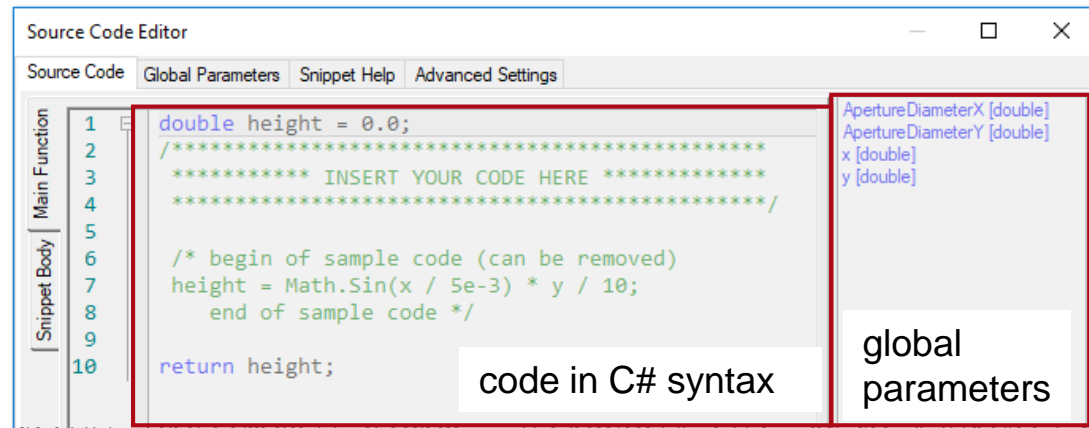 Source Code Editor
Source Code Global Parameters Snippet Help Advanced Settings
Main Function
Snippet Body
1 double height = 0.0;
2 /***********************************************
3 *********** INSERT YOUR CODE HERE *************
4 ***********************************************/
5
6 /* begin of sample code (can be removed)
7 height = Math.Sin(x / 5e-3) * y / 10;
8 end of sample code */
9
10 return height;
ApertureDiameterX [double]
ApertureDiameterY [double]
x [double]
y [double]
code in C# syntax
global
parameters